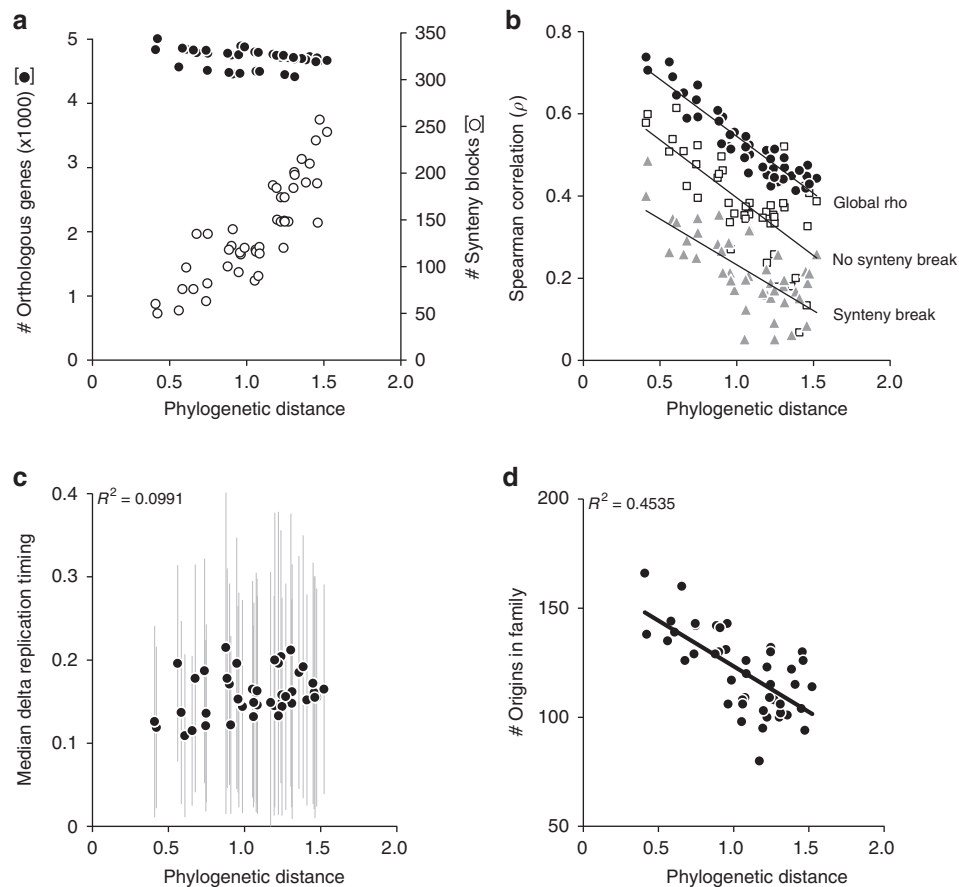 a
# Orthologous genes (x1000) [●]
5
4
3
2
1
0
# Synteny blocks [○]
350
300
250
200
150
100
50
0
0 0.5 1.0 1.5 2.0
Phylogenetic distance
b
Spearman correlation (ρ)
0.8
0.6
0.4
0.2
0
Global rho
No synteny break
Synteny break
0 0.5 1.0 1.5 2.0
Phylogenetic distance
c
Median delta replication timing
R² = 0.0991
0.4
0.3
0.2
0.1
0
0 0.5 1.0 1.5 2.0
Phylogenetic distance
d
# Origins in family
R² = 0.4535
200
150
100
50
0 0.5 1.0 1.5 2.0
Phylogenetic distance